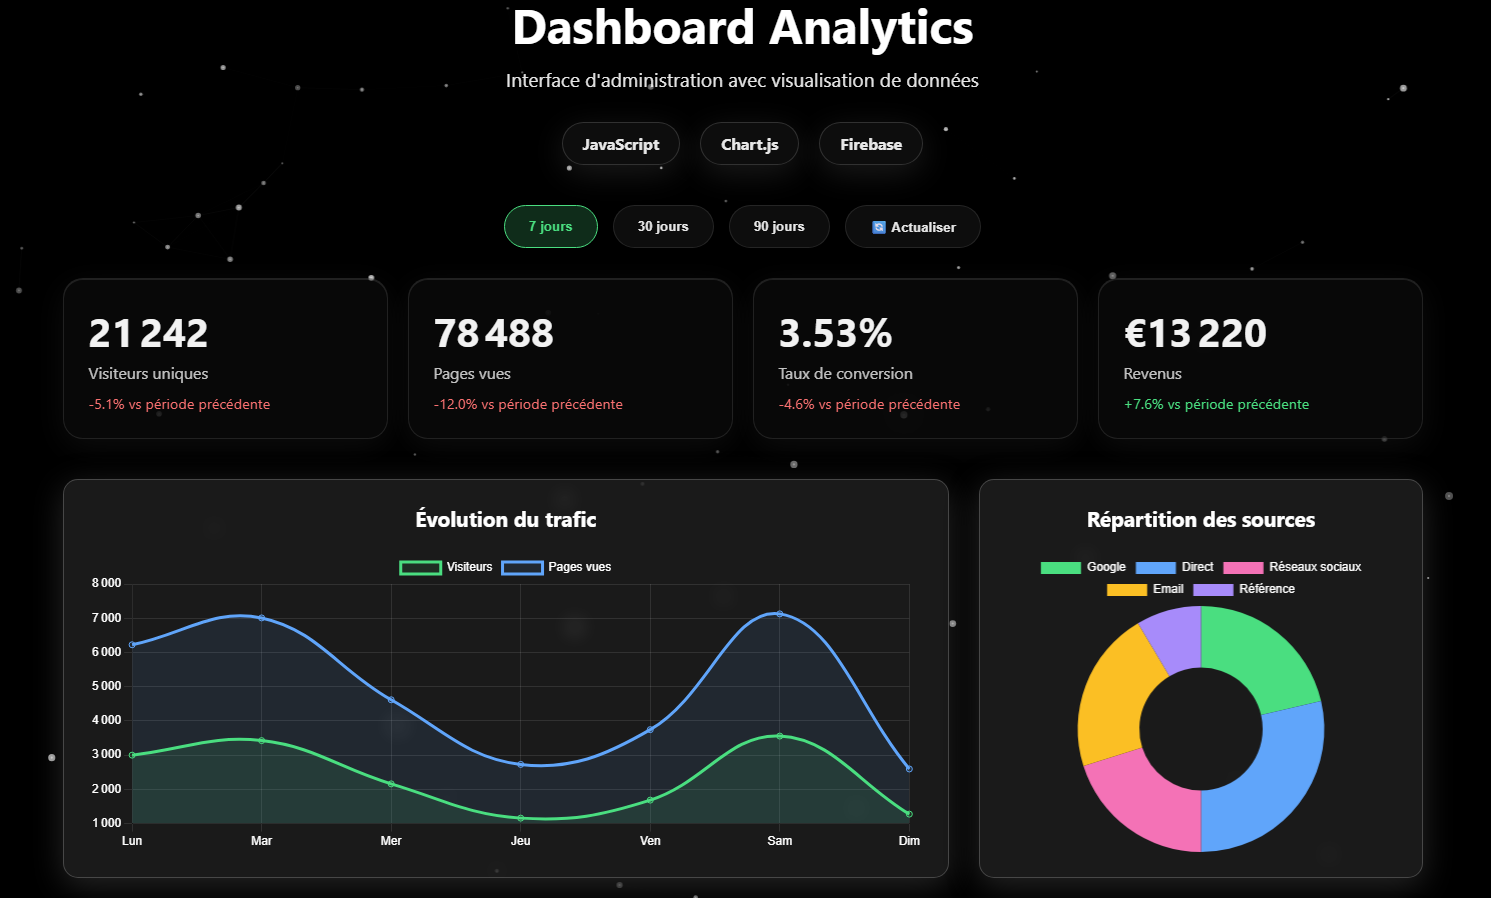 Dashboard Analytics
Interface d'administration avec visualisation de données
JavaScript Chart.js Firebase
7 jours 30 jours 90 jours Actualiser
21 242
Visiteurs uniques
-5.1% vs période précédente
78 488
Pages vues
-12.0% vs période précédente
3.53%
Taux de conversion
-4.6% vs période précédente
€13 220
Revenus
+7.6% vs période précédente
Évolution du trafic
Visiteurs Pages vues
8 000
7 000
6 000
5 000
4 000
3 000
2 000
1 000
Lun Mar Mer Jeu Ven Sam Dim
Répartition des sources
Google Direct Réseaux sociaux
Email Référence